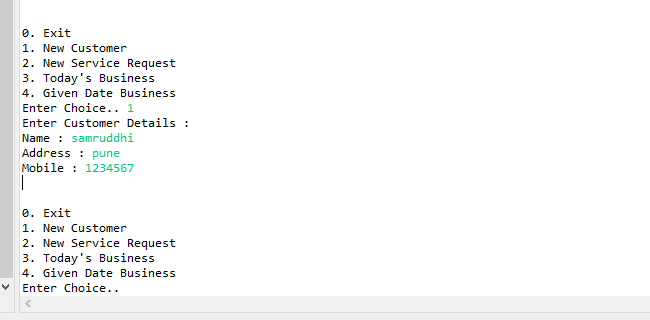 0. Exit
1. New Customer
2. New Service Request
3. Today's Business
4. Given Date Business
Enter Choice.. 1
Enter Customer Details :
Name : samruddhi
Address : pune
Mobile : 1234567
0. Exit
1. New Customer
2. New Service Request
3. Today's Business
4. Given Date Business
Enter Choice..